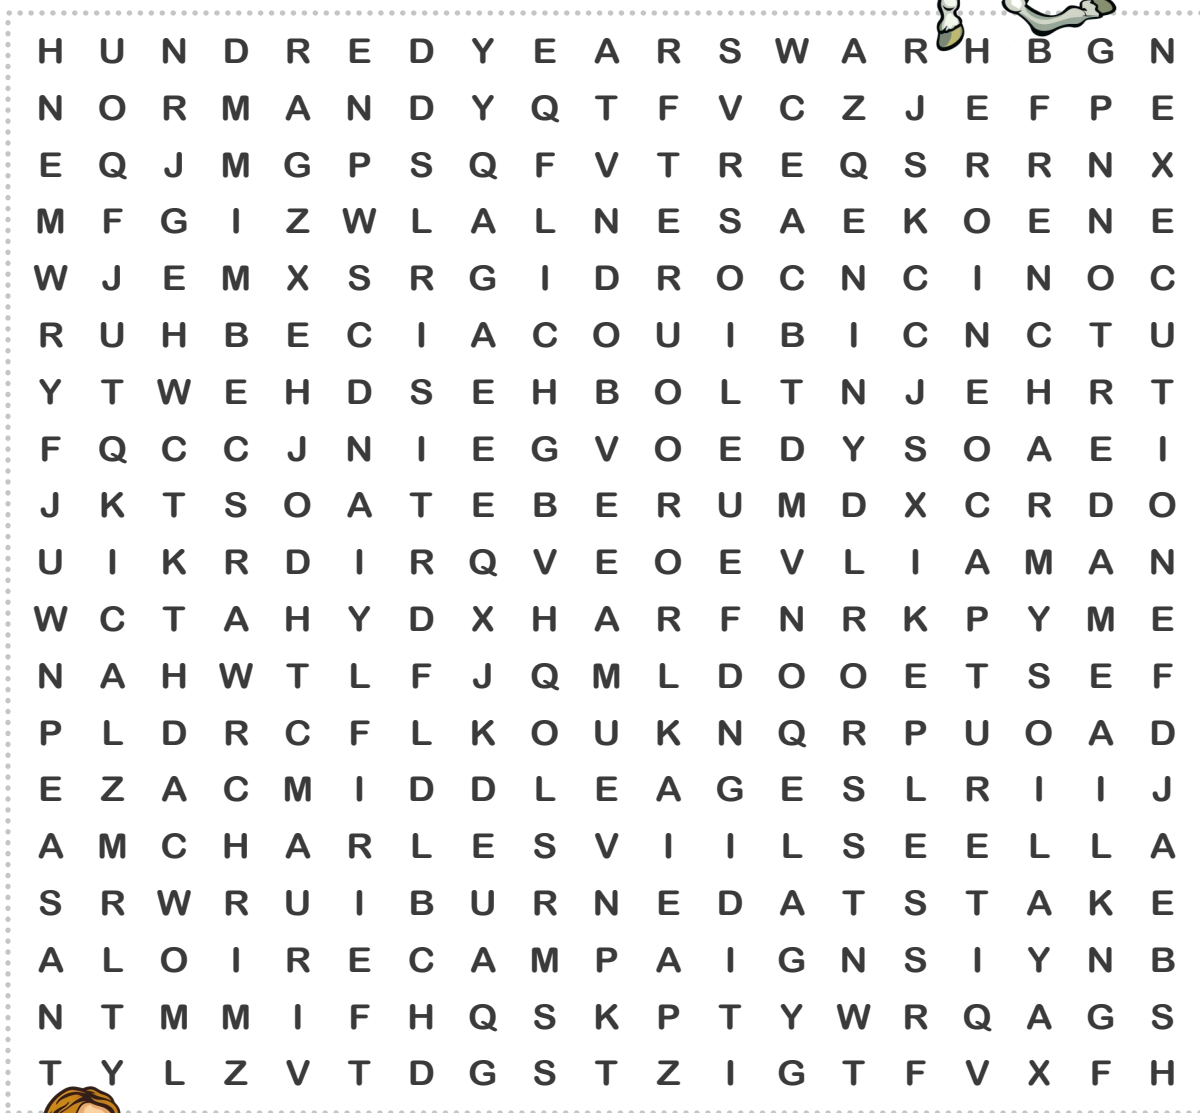 H U N D R E D Y E A R S W A R H B G N
N O R M A N D Y Q T F V C Z J E F P E
E Q J M G P S Q F V T R E Q S R R N X
M F G I Z W L A L N E S A E K O E N E
W J E M X S R G I D R O C N C I N O C
R U H B E C I A C O U I B I C N C T U
Y T W E H D S E H B O L T N J E H R T
F Q C C J N I E G V O E D Y S O A E I
J K T S O A T E B E R U M D X C R D O
U I K R D I R Q V E O E V L I A M A N
W C T A H Y D X H A R F N R K P Y M E
N A H W T L F J Q M L D O O E T S E F
P L D R C F L K O U K N Q R P U O A D
E Z A C M I D D L E A G E S L R I I J
A M C H A R L E S V I I L S E E L L A
S R W R U I B U R N E D A T S T A K E
A L O I R E C A M P A I G N S I Y N B
N T M M I F H Q S K P T Y W R Q A G S
T Y L Z V T D G S T Z I G T F V X F H